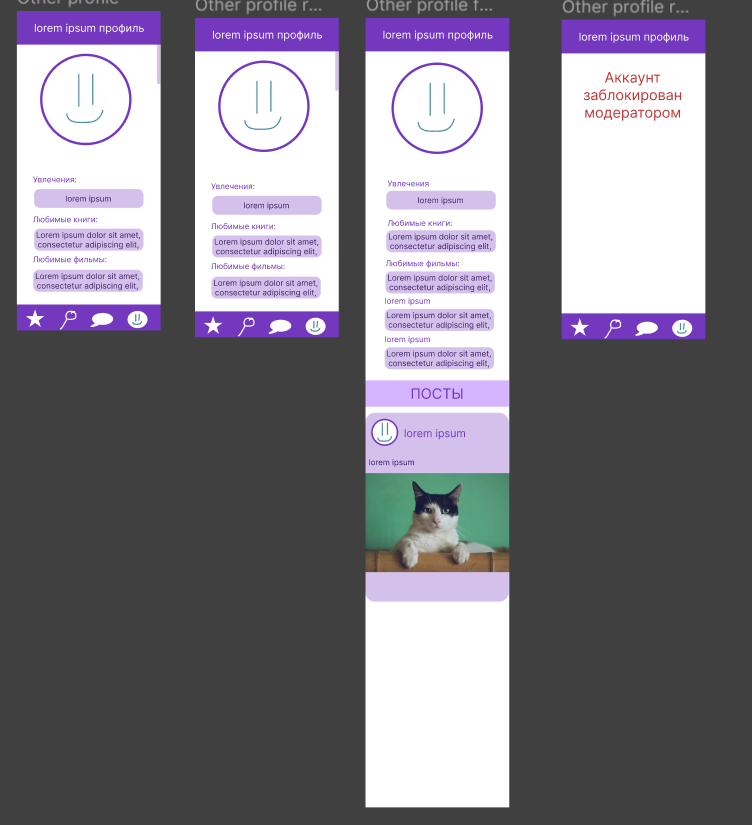 Other profile
lorem ipsum профиль
Увлечения:
lorem ipsum
Любимые книги:
Lorem ipsum dolor sit amet,
consectetur adipiscing elit,
Любимые фильмы:
Lorem ipsum dolor sit amet,
consectetur adipiscing elit,
Other profile r...
lorem ipsum профиль
Увлечения:
lorem ipsum
Любимые книги:
Lorem ipsum dolor sit amet,
consectetur adipiscing elit,
Любимые фильмы:
Lorem ipsum dolor sit amet,
consectetur adipiscing elit,
Other profile f...
lorem ipsum профиль
Увлечения
lorem ipsum
Любимые книги:
Lorem ipsum dolor sit amet,
consectetur adipiscing elit,
Любимые фильмы:
Lorem ipsum dolor sit amet,
consectetur adipiscing elit,
lorem ipsum
Lorem ipsum dolor sit amet,
consectetur adipiscing elit,
lorem ipsum
Lorem ipsum dolor sit amet,
consectetur adipiscing elit,
ПОСТЫ
lorem ipsum
lorem ipsum
Other profile r...
lorem ipsum профиль
Аккаунт
заблокирован
модератором